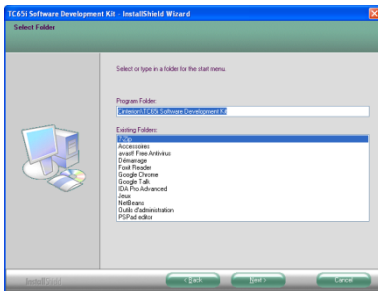 TC65i Software Development Kit - InstallShield Wizard
Select Folder
Select or type in a folder for the start menu.
Program Folder:
Cinterion\TC65i Software Development Kit
Existing Folders:
7-Zip
Accessoires
avast! Free Antivirus
Démarrage
Foxit Reader
Google Chrome
Google Talk
IDA Pro Advanced
Jeux
NetBeans
Outils d'administration
PSPad editor
InstallShield
< Back
Next >
Cancel